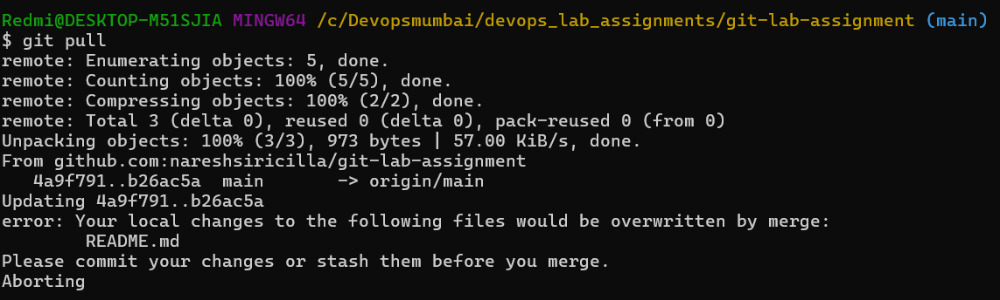 Redmi@DESKTOP-M51SJIA MINGW64 /c/Devopsmumbai/devops_lab_assignments/git-lab-assignment (main)
$ git pull
remote: Enumerating objects: 5, done.
remote: Counting objects: 100% (5/5), done.
remote: Compressing objects: 100% (2/2), done.
remote: Total 3 (delta 0), reused 0 (delta 0), pack-reused 0 (from 0)
Unpacking objects: 100% (3/3), 973 bytes | 57.00 KiB/s, done.
From github.com:nareshsiricilla/git-lab-assignment
   4a9f791..b26ac5a  main       -> origin/main
Updating 4a9f791..b26ac5a
error: Your local changes to the following files would be overwritten by merge:
        README.md
Please commit your changes or stash them before you merge.
Aborting